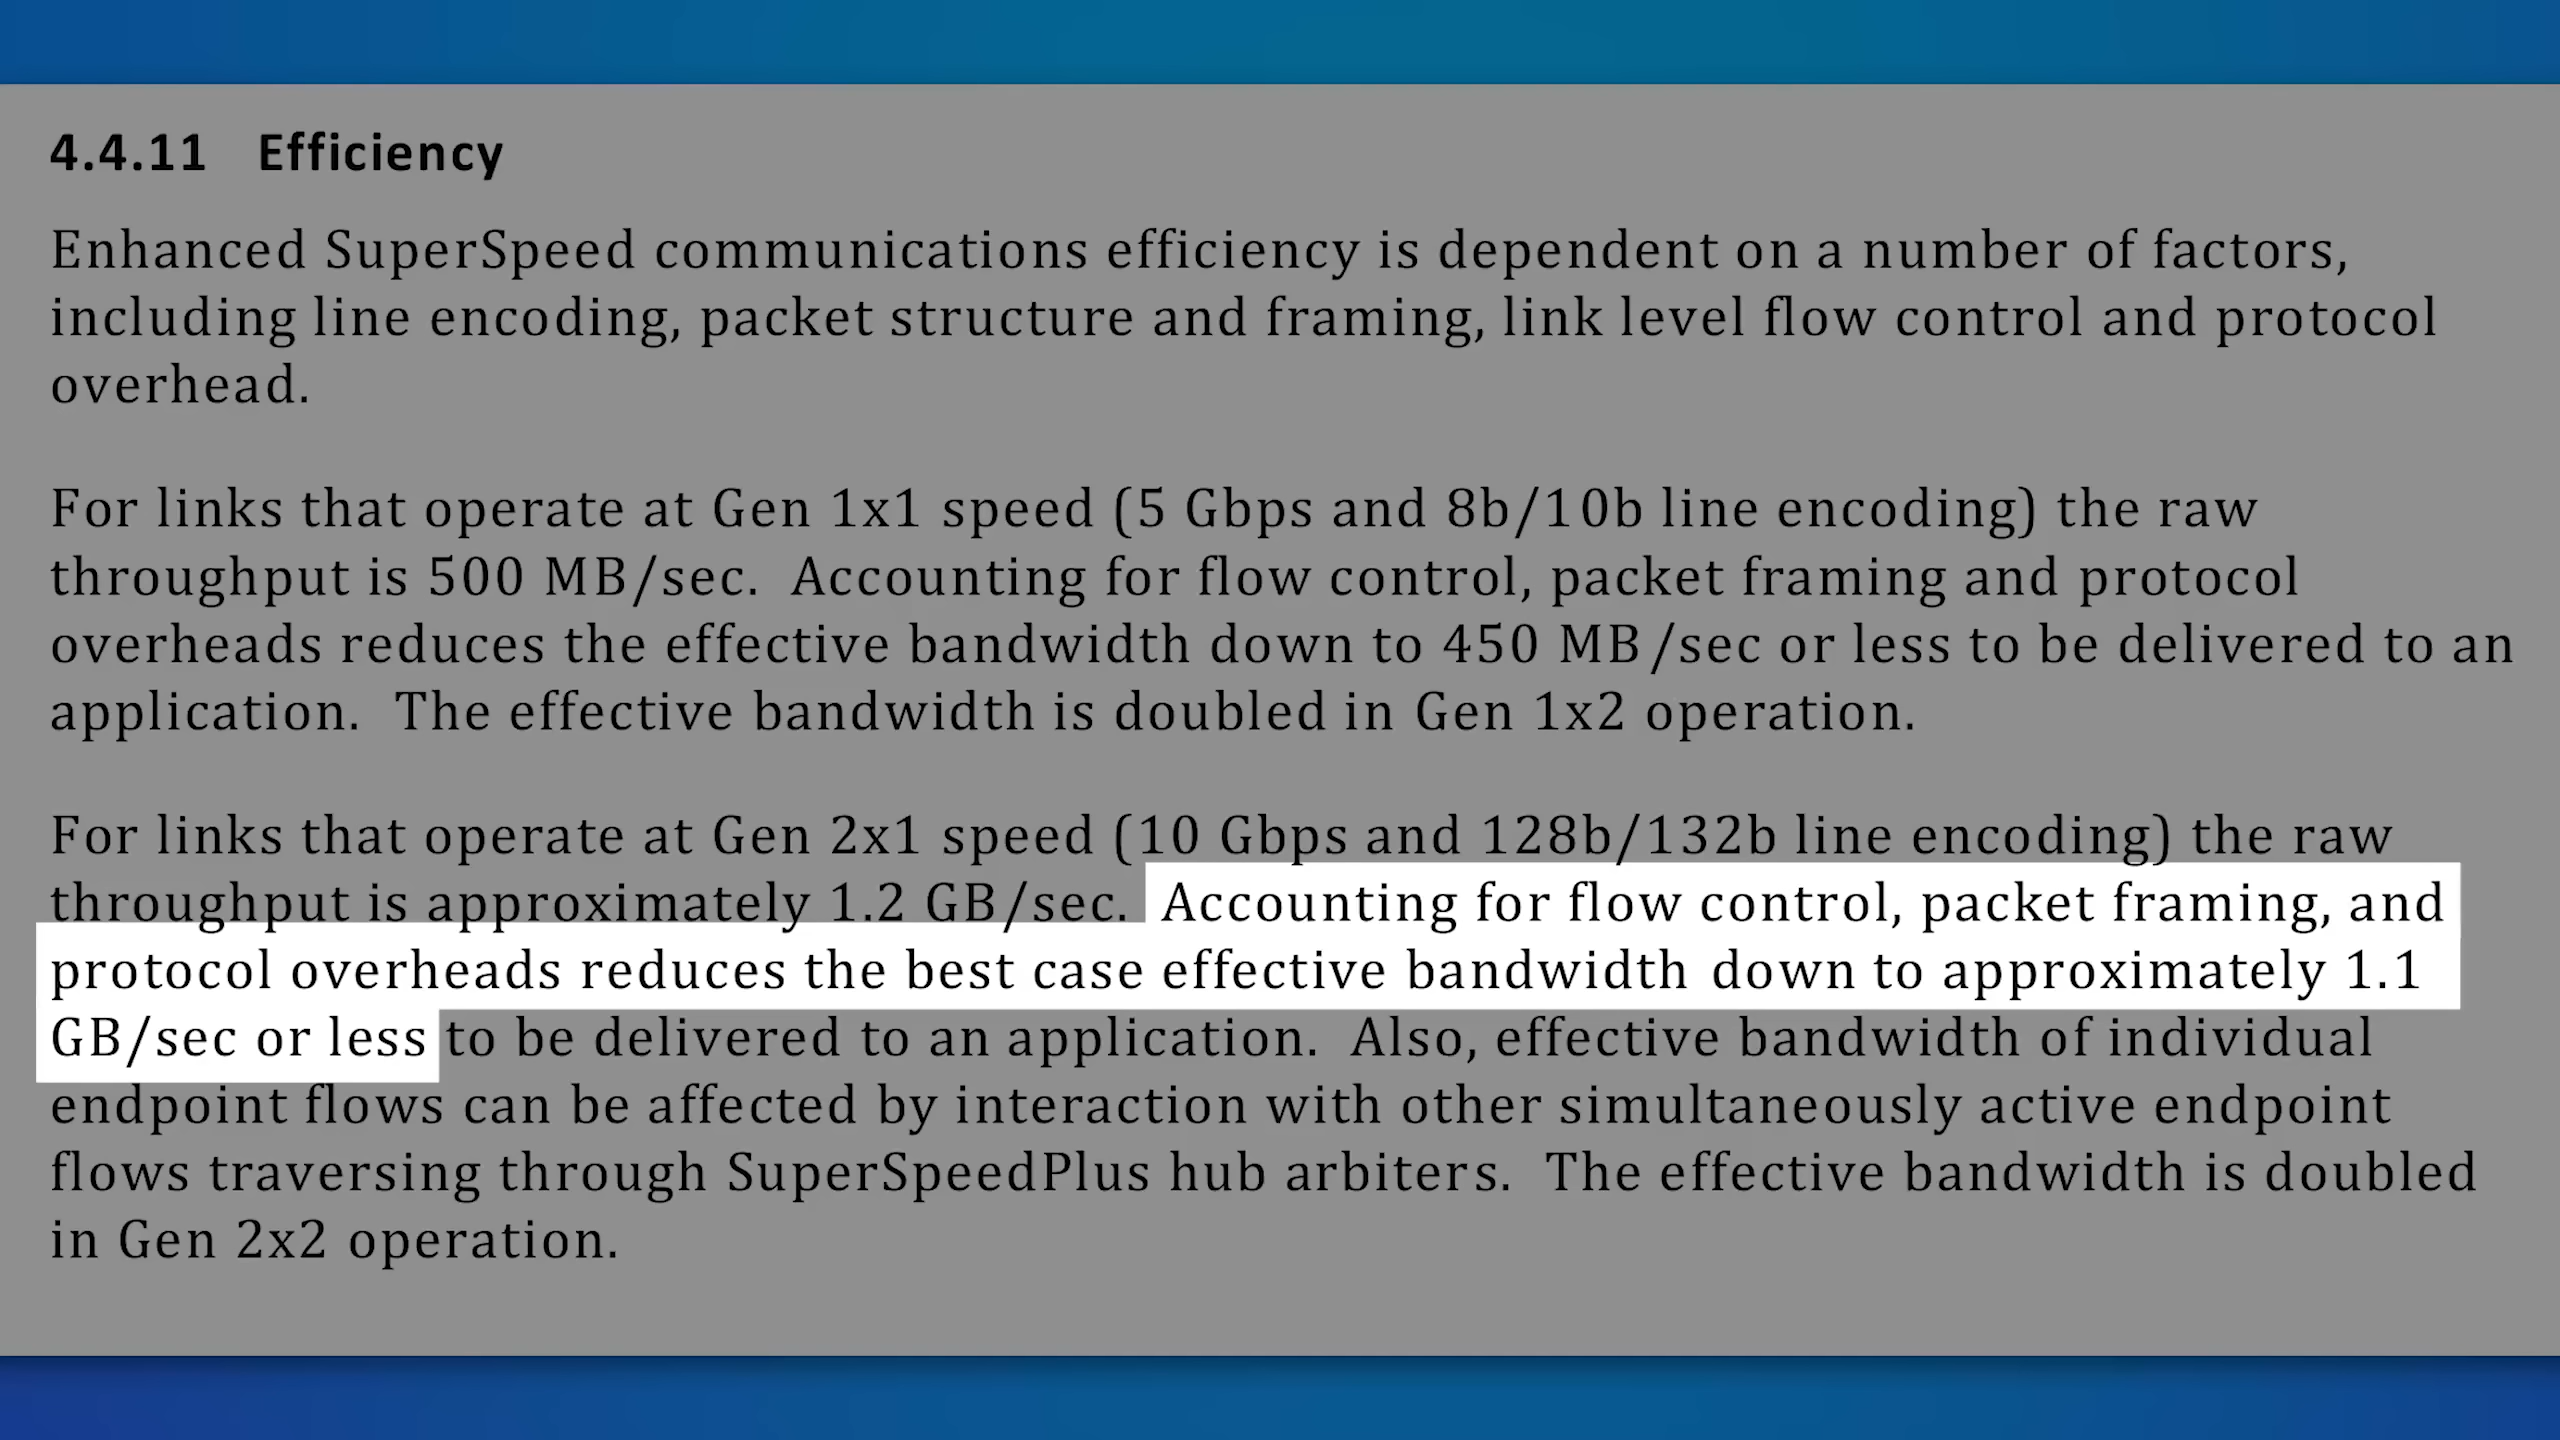 4.4.11 Efficiency
Enhanced SuperSpeed communications efficiency is dependent on a number of factors,
including line encoding, packet structure and framing, link level flow control and protocol
overhead.
For links that operate at Gen 1x1 speed (5 Gbps and 8b/10b line encoding) the raw
throughput is 500 MB/sec. Accounting for flow control, packet framing and protocol
overheads reduces the effective bandwidth down to 450 MB/sec or less to be delivered to an
application. The effective bandwidth is doubled in Gen 1x2 operation.
For links that operate at Gen 2x1 speed (10 Gbps and 128b/132b line encoding) the raw
throughput is approximately 1.2 GB/sec. Accounting for flow control, packet framing, and
protocol overheads reduces the best case effective bandwidth down to approximately 1.1
GB/sec or less to be delivered to an application. Also, effective bandwidth of individual
endpoint flows can be affected by interaction with other simultaneously active endpoint
flows traversing through SuperSpeedPlus hub arbiters. The effective bandwidth is doubled
in Gen 2x2 operation.